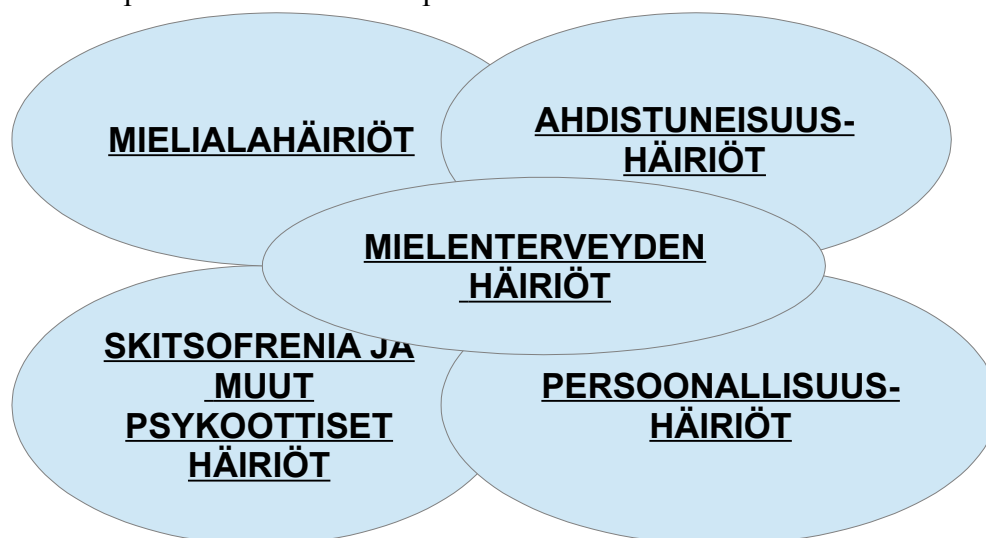 MIELIALAHÄIRIÖT
AHDISTUNEISUUS-
HÄIRIÖT
MIELENTERVEYDEN
HÄIRIÖT
SKITSOFRENIA JA
MUUT
PSYKOOTTISET
HÄIRIÖT
PERSOONALLISUUS-
HÄIRIÖT